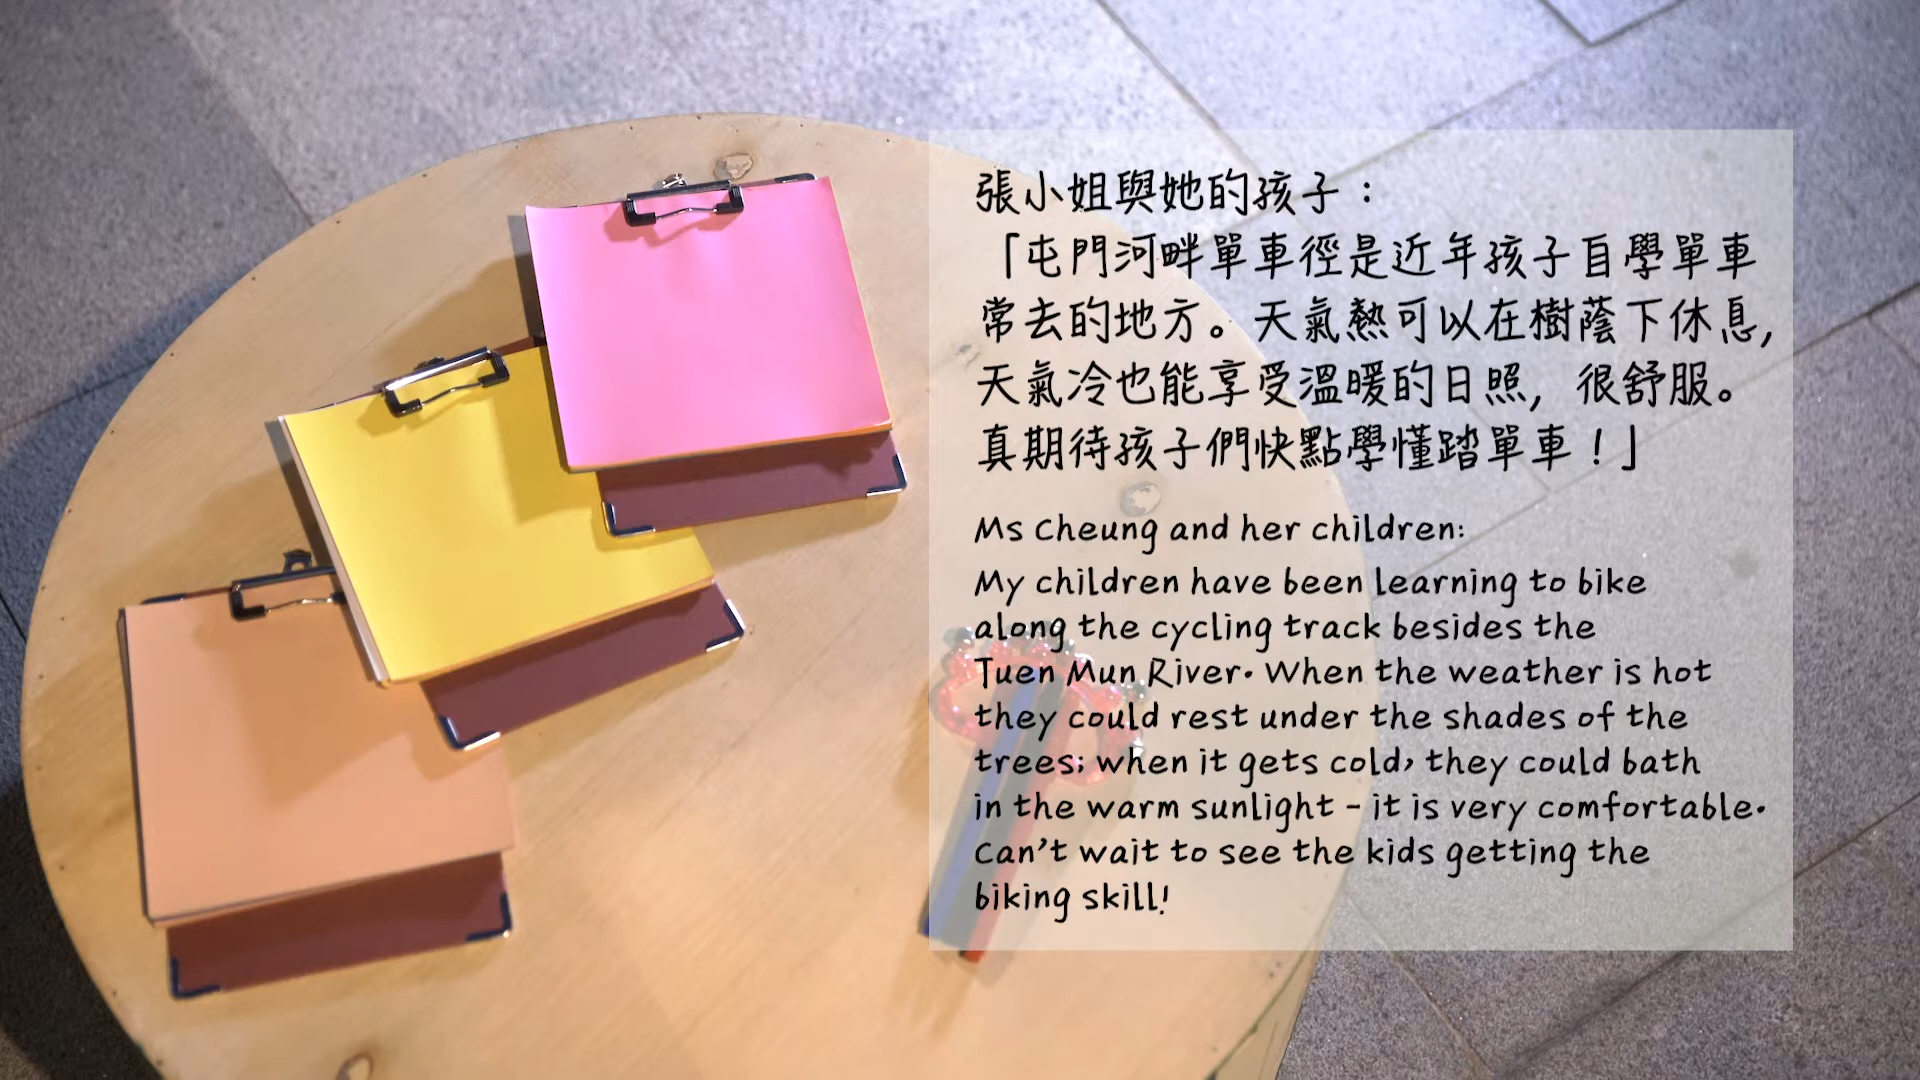 張小姐與她的孩子：
「屯門河畔單車徑是近年孩子自學單車
常去的地方。天氣熱可以在樹蔭下休息,
天氣冷也能享受溫暖的日照, 很舒服。
真期待孩子們快點學懂踏單車！」
Ms Cheung and her children:
My children have been learning to bike
along the cycling track besides the
Tuen Mun River. When the weather is hot
they could rest under the shades of the
trees; when it gets cold, they could bath
in the warm sunlight - it is very comfortable.
Can't wait to see the kids getting the
biking skill!